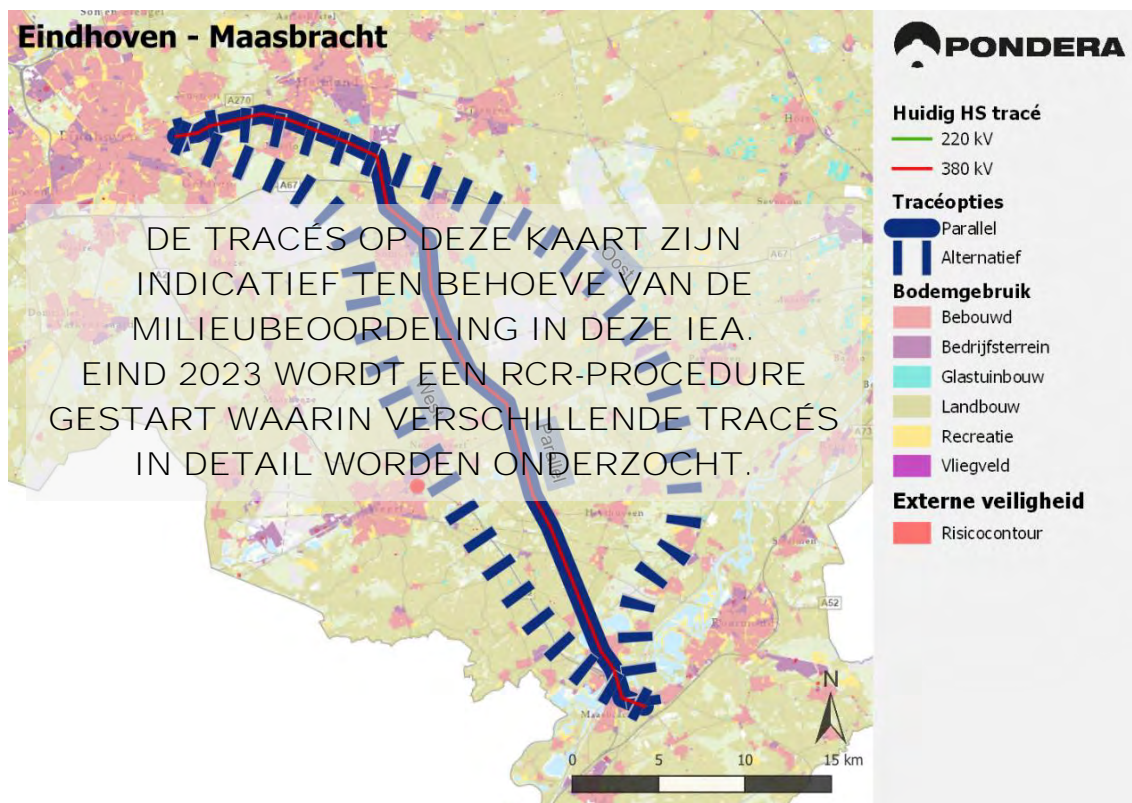 Eindhoven - Maasbracht
PONDERA
Huidig HS tracé
220 kV
380 kV
Tracéopties
Parallel
Alternatief
Bodemgebruik
Bebouwd
Bedrijfsterrein
Glastuinbouw
Landbouw
Recreatie
Vliegveld
Externe veiligheid
Risicocontour
A270
A67
Oost
A67
DE TRACÉS OP DEZE KAART ZIJN
INDICATIEF TEN BEHOEVE VAN DE
MILIEUBEOORDELING IN DEZE IEA.
EIND 2023 WORDT EEN RCR-PROCEDURE
GESTART WAARIN VERSCHILLENDE TRACÉS
IN DETAIL WORDEN ONDERZOCHT.
West
Parallel
A52
N
0 5 10 15 km